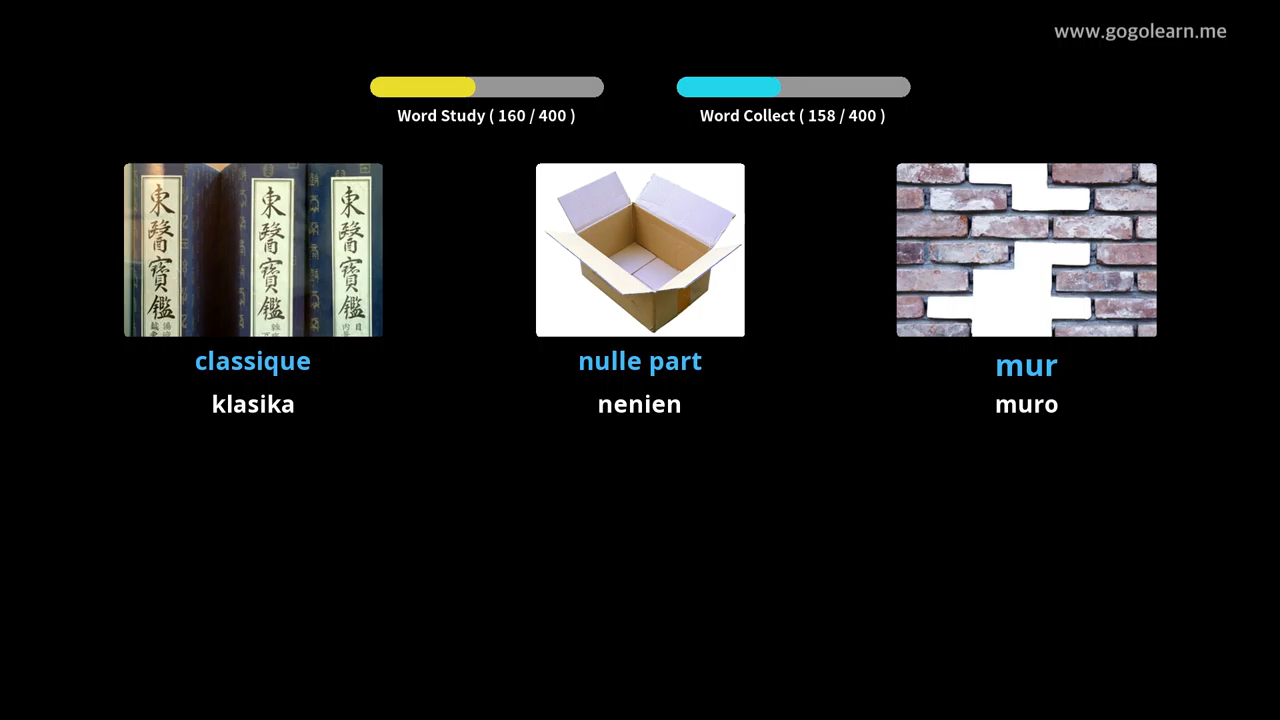 www.gogolearn.me
Word Study ( 160 / 400 )
Word Collect ( 158 / 400 )
東醫寶鑑
東醫寶鑑
東醫寶鑑
classique
nulle part
mur
klasika
nenien
muro